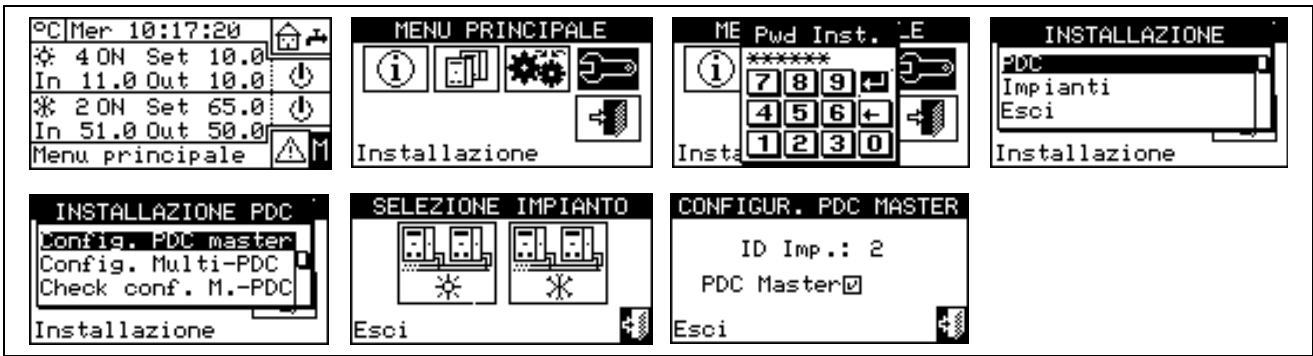 °C Mer 10:17:20
4 ON Set 10.0
In 11.0 Out 10.0
2 ON Set 65.0
In 51.0 Out 50.0
Menu principale
M
MENU PRINCIPALE
i
Installazione
ME Pwd Inst. LE
******
i
7 8 9
4 5 6 ←
Insta 1 2 3 0
INSTALLAZIONE
PDC
Impianti
Esci
Installazione
INSTALLAZIONE PDC
Config. PDC master
Config. Multi-PDC
Check conf. M.-PDC
Installazione
SELEZIONE IMPIANTO
Esci
CONFIGUR. PDC MASTER
ID Imp.: 2
PDC Master
Esci